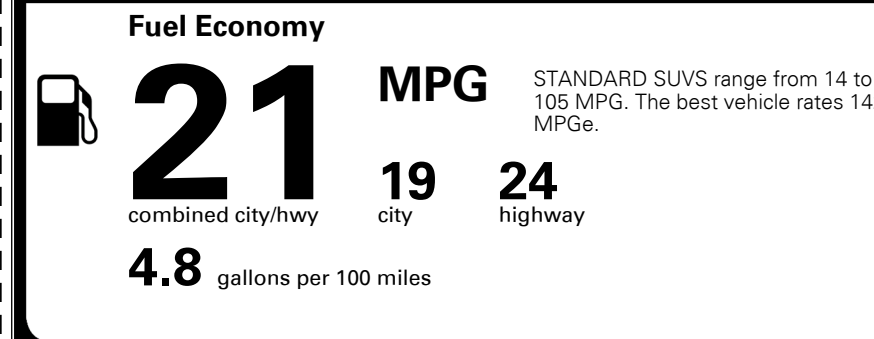 Fuel Economy
21
MPG
STANDARD SUVS range from 14 to
105 MPG. The best vehicle rates
MPGe.
19
24
combined city/hwy
city
highway
4.8 gallons per 100 miles